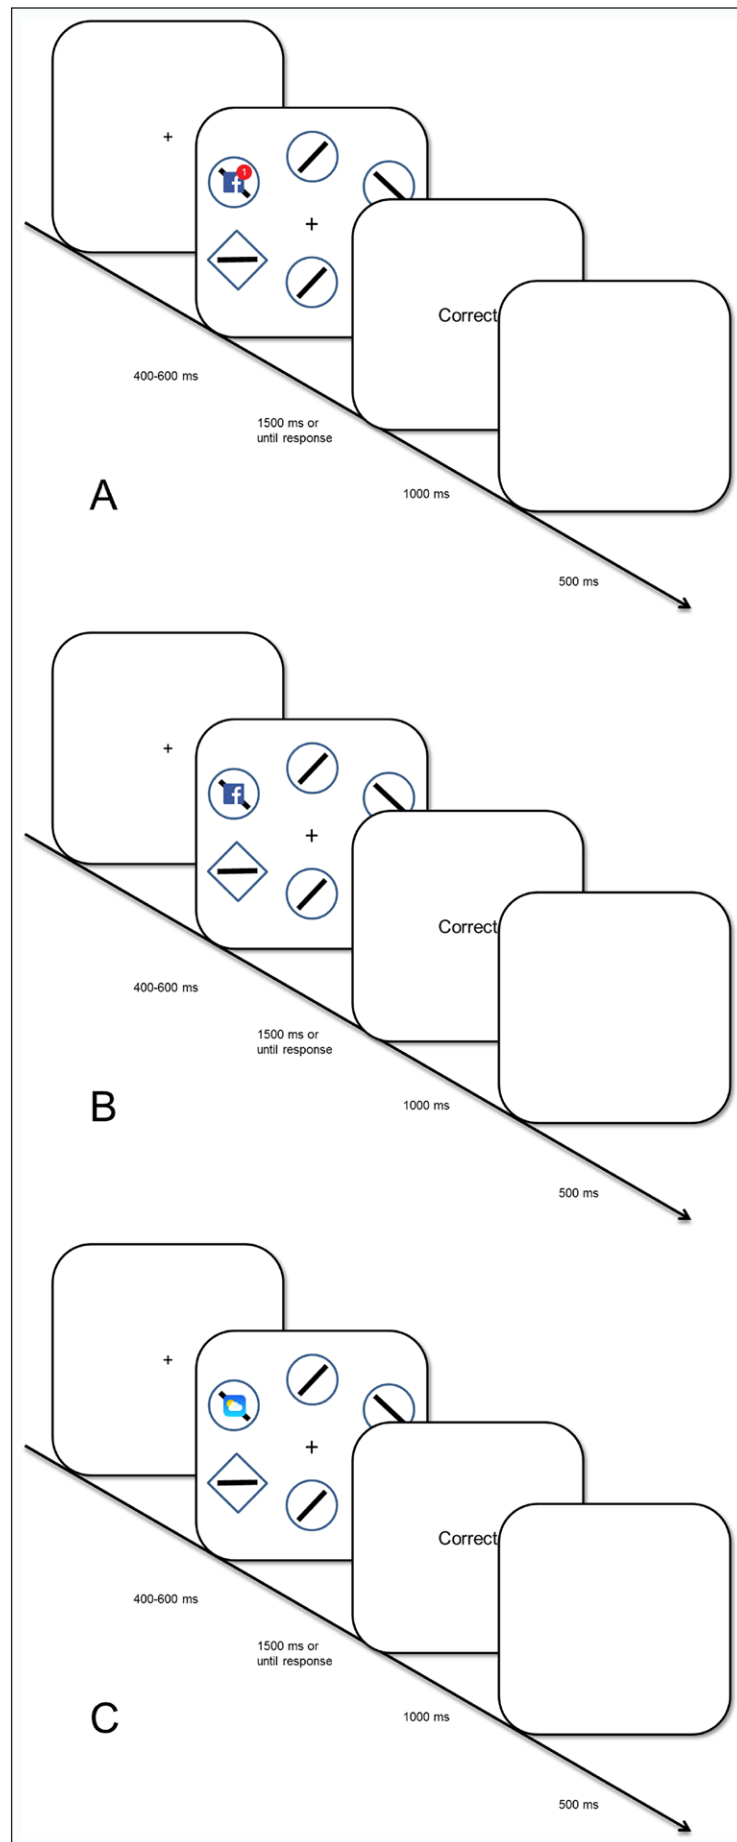 +
1
f
+
Correct
400-600 ms
1500 ms or
until response
1000 ms
500 ms
A
+
f
+
Correct
400-600 ms
1500 ms or
until response
1000 ms
500 ms
B
+
+
Correct
400-600 ms
1500 ms or
until response
1000 ms
500 ms
C